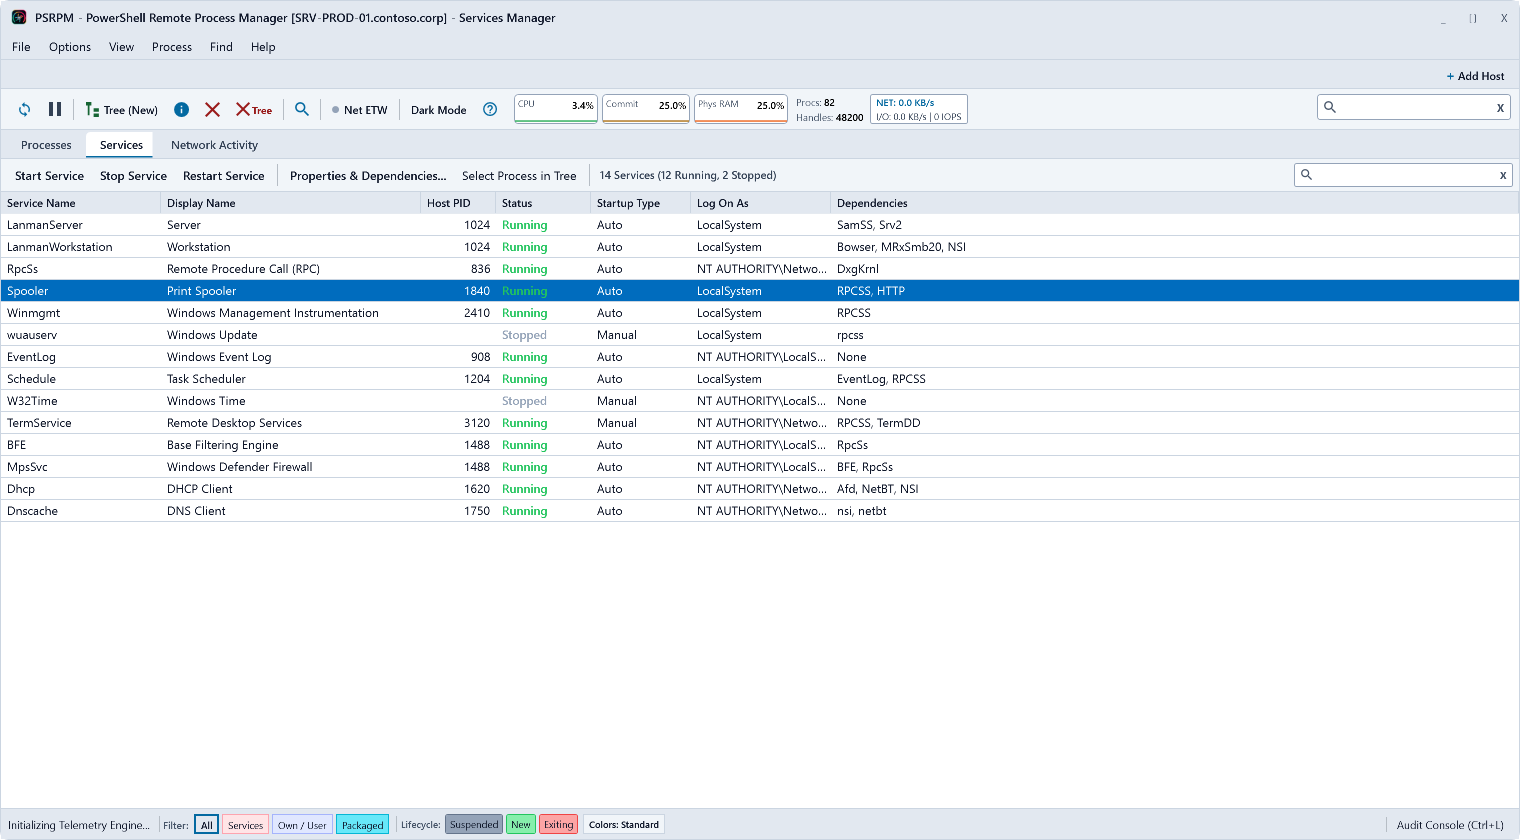 PSRPM - PowerShell Remote Process Manager [SRV-PROD-01.contoso.corp] - Services Manager
File Options View Process Find Help
+ Add Host
Tree (New) Tree Net ETW Dark Mode CPU 3.4% Commit 25.0% Phys RAM 25.0% Procs: 82 NET: 0.0 KB/s X
Handles: 48200 I/O: 0.0 KB/s | 0 IOPS
Processes Services Network Activity
Start Service Stop Service Restart Service Properties & Dependencies... Select Process in Tree 14 Services (12 Running, 2 Stopped) X
Service Name Display Name Host PID Status Startup Type Log On As Dependencies
LanmanServer Server 1024 Running Auto LocalSystem SamSS, Srv2
LanmanWorkstation Workstation 1024 Running Auto LocalSystem Bowser, MRxSmb20, NSI
RpcSs Remote Procedure Call (RPC) 836 Running Auto NT AUTHORITY\Netwo... DxgKrnl
Spooler Print Spooler 1840 Running Auto LocalSystem RPCSS, HTTP
Winmgmt Windows Management Instrumentation 2410 Running Auto LocalSystem RPCSS
wuauserv Windows Update Stopped Manual LocalSystem rpcss
EventLog Windows Event Log 908 Running Auto NT AUTHORITY\LocalS... None
Schedule Task Scheduler 1204 Running Auto LocalSystem EventLog, RPCSS
W32Time Windows Time Stopped Manual NT AUTHORITY\LocalS... None
TermService Remote Desktop Services 3120 Running Manual NT AUTHORITY\Netwo... RPCSS, TermDD
BFE Base Filtering Engine 1488 Running Auto NT AUTHORITY\LocalS... RpcSs
MpsSvc Windows Defender Firewall 1488 Running Auto NT AUTHORITY\LocalS... BFE, RpcSs
Dhcp DHCP Client 1620 Running Auto NT AUTHORITY\Netwo... Afd, NetBT, NSI
Dnscache DNS Client 1750 Running Auto NT AUTHORITY\Netwo... nsi, netbt
Initializing Telemetry Engine... Filter: All Services Own / User Packaged Lifecycle: Suspended New Exiting Colors: Standard Audit Console (Ctrl+L)